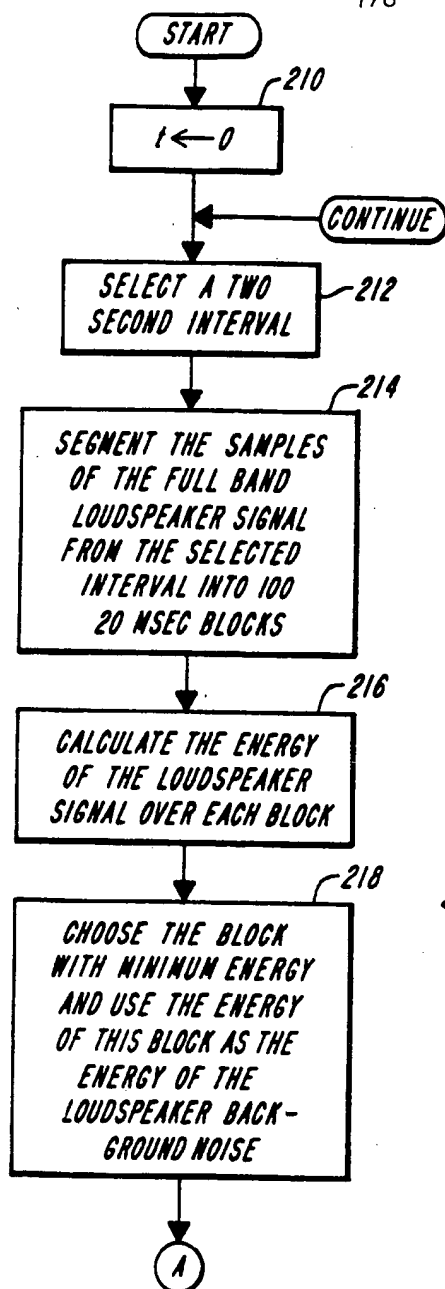 START
210
t ← 0
CONTINUE
SELECT A TWO
SECOND INTERVAL
212
214
SEGMENT THE SAMPLES
OF THE FULL BAND
LOUDSPEAKER SIGNAL
FROM THE SELECTED
INTERVAL INTO 100
20 MSEC BLOCKS
216
CALCULATE THE ENERGY
OF THE LOUDSPEAKER
SIGNAL OVER EACH BLOCK
218
CHOOSE THE BLOCK
WITH MINIMUM ENERGY
AND USE THE ENERGY
OF THIS BLOCK AS THE
ENERGY OF THE
LOUDSPEAKER BACK-
GROUND NOISE
A